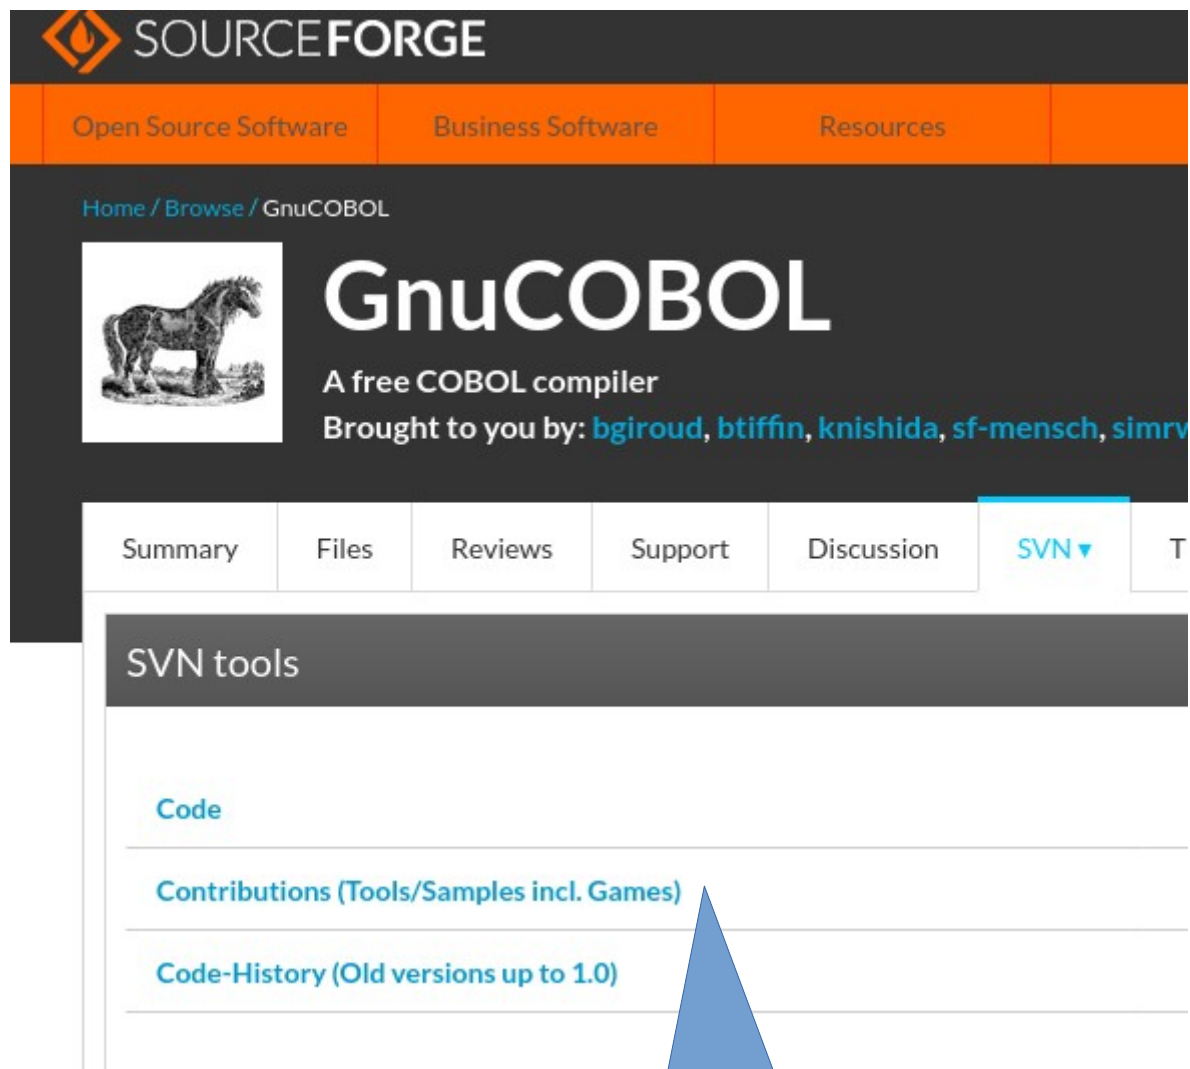 SOURCEFORGE
Open Source Software Business Software Resources
Home / Browse / GnuCOBOL
GnuCOBOL
A free COBOL compiler
Brought to you by: bgiroud, btiffin, knishida, sf-mensch,
Summary Files Reviews Support Discussion SVN ▾
SVN tools
Code
Contributions (Tools/Samples incl. Games)
Code-History (Old versions up to 1.0)